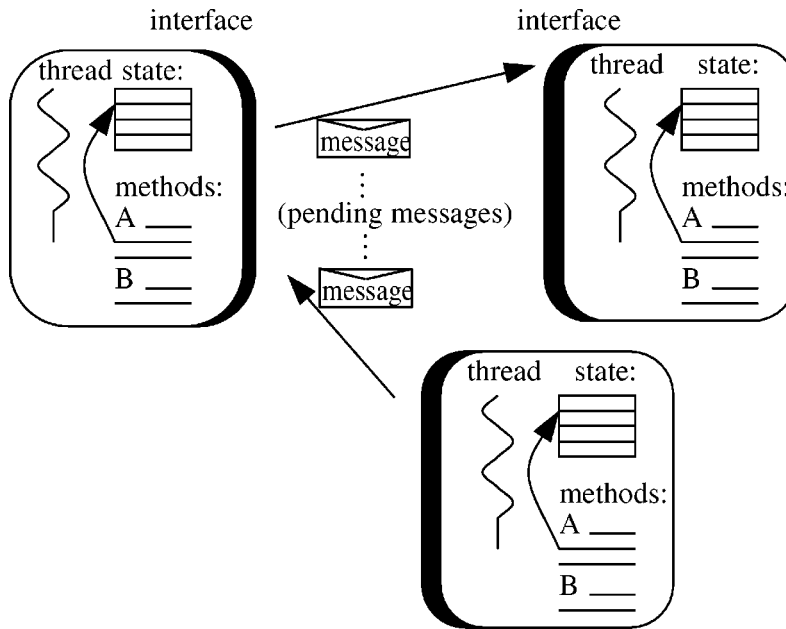 interface
interface
thread state:
methods:
A
B
message
(pending messages)
message
thread state:
methods:
A
B
thread state:
methods:
A
B